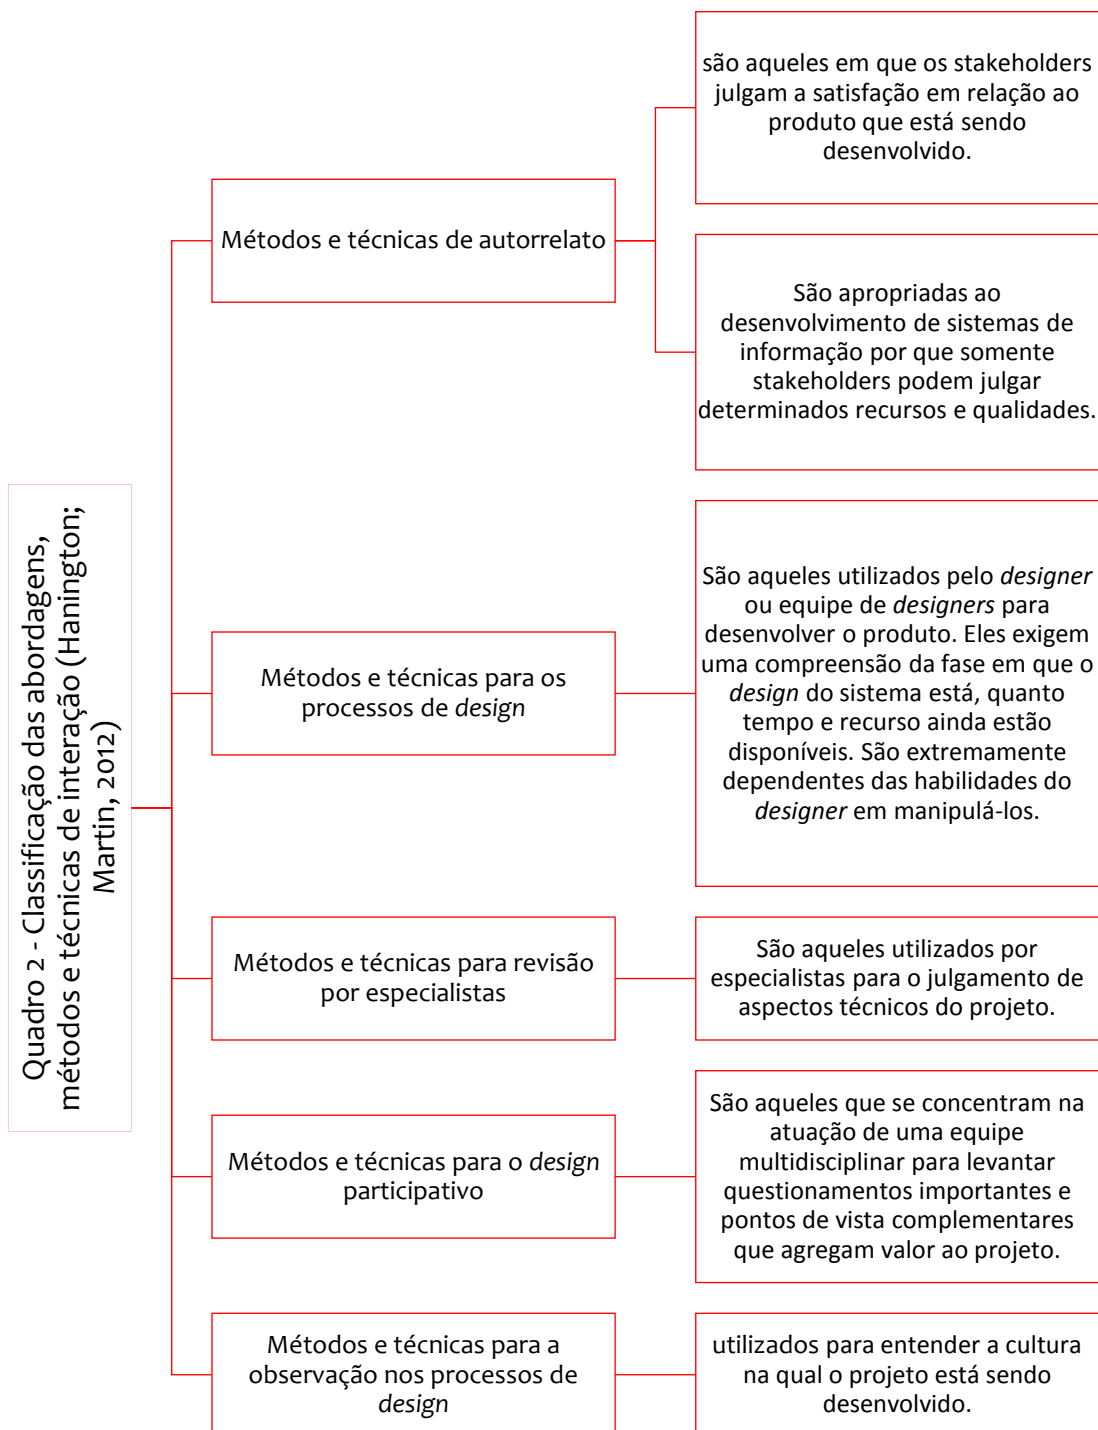 Quadro 2 - Classificação das abordagens,
métodos e técnicas de interação (Hanington;
Martin, 2012)
Métodos e técnicas de autorrelato
são aqueles em que os stakeholders
julgam a satisfação em relação ao
produto que está sendo
desenvolvido.
São apropriadas ao
desenvolvimento de sistemas de
informação por que somente
stakeholders podem julgar
determinados recursos e qualidades.
Métodos e técnicas para os
processos de design
São aqueles utilizados pelo designer
ou equipe de designers para
desenvolver o produto. Eles exigem
uma compreensão da fase em que o
design do sistema está, quanto
tempo e recurso ainda estão
disponíveis. São extremamente
dependentes das habilidades do
designer em manipulá-los.
Métodos e técnicas para revisão
por especialistas
São aqueles utilizados por
especialistas para o julgamento de
aspectos técnicos do projeto.
Métodos e técnicas para o design
participativo
São aqueles que se concentram na
atuação de uma equipe
multidisciplinar para levantar
questionamentos importantes e
pontos de vista complementares
que agregam valor ao projeto.
Métodos e técnicas para a
observação nos processos de
design
utilizados para entender a cultura
na qual o projeto está sendo
desenvolvido.